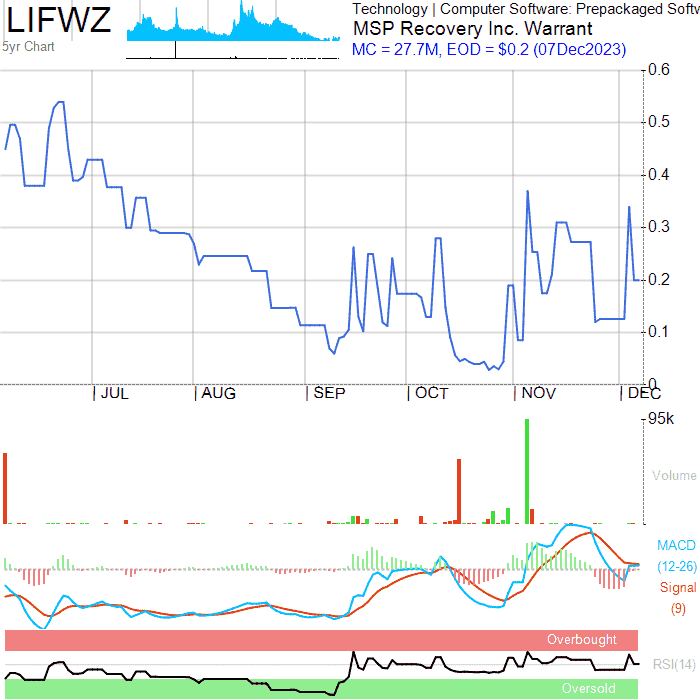 LIFWZ
5yr Chart
Technology | Computer Software: Prepackaged Softw
MSP Recovery Inc. Warrant
MC = 27.7M, EOD = $0.2 (07Dec2023)
0.6
0.5
0.4
0.3
0.2
0.1
0
JUL AUG SEP OCT NOV DEC
95k
Volume
MACD
(12-26)
Signal
(9)
Overbought
RSI(14)
Oversold